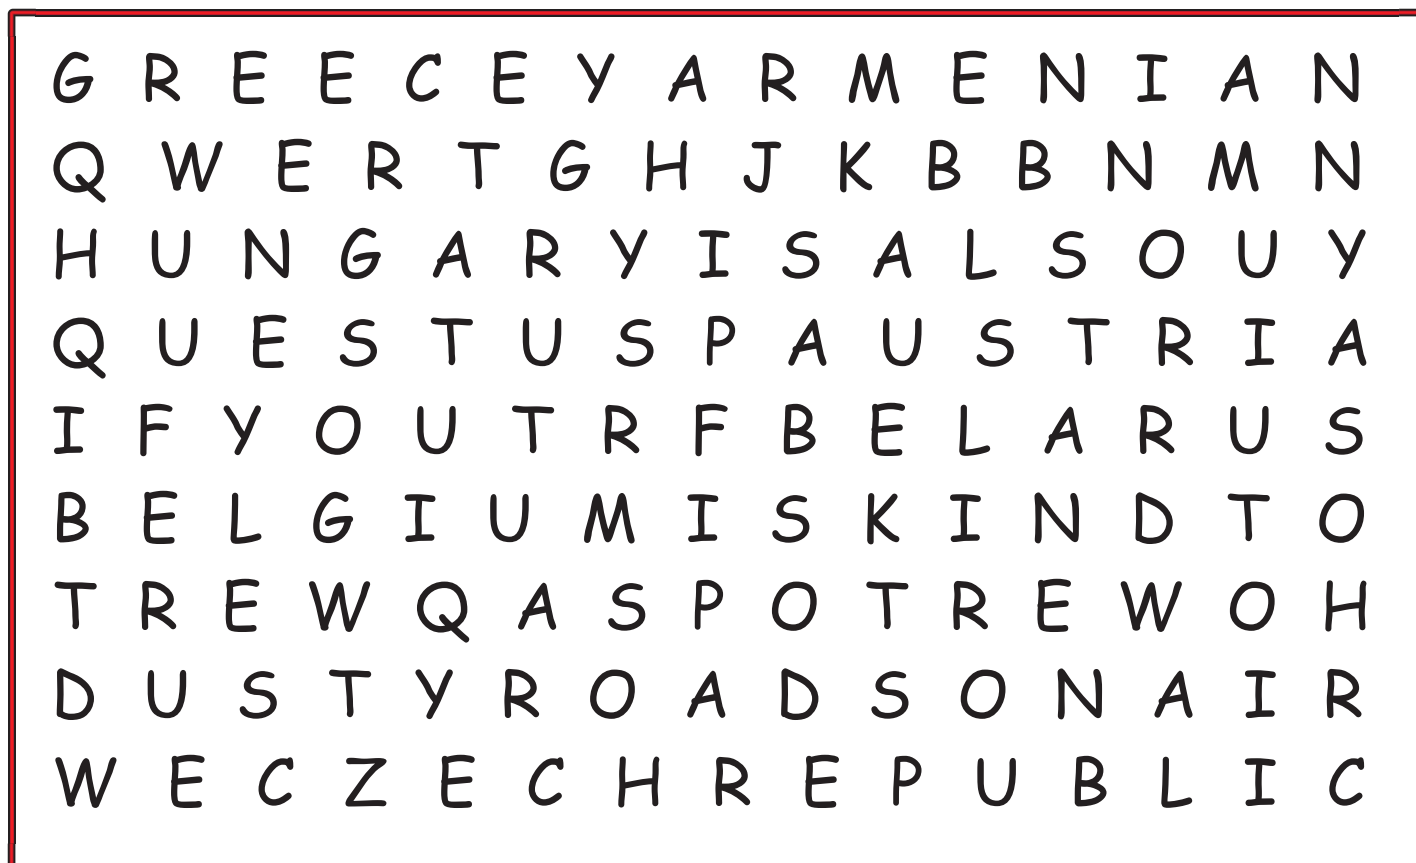 G R E E C E Y A R M E N I A N
Q W E R T G H J K B B N M N
H U N G A R Y I S A L S O U Y
Q U E S T U S P A U S T R I A
I F Y O U T R F B E L A R U S
B E L G I U M I S K I N D T O
T R E W Q A S P O T R E W O H
D U S T Y R O A D S O N A I R
W E C Z E C H R E P U B L I C